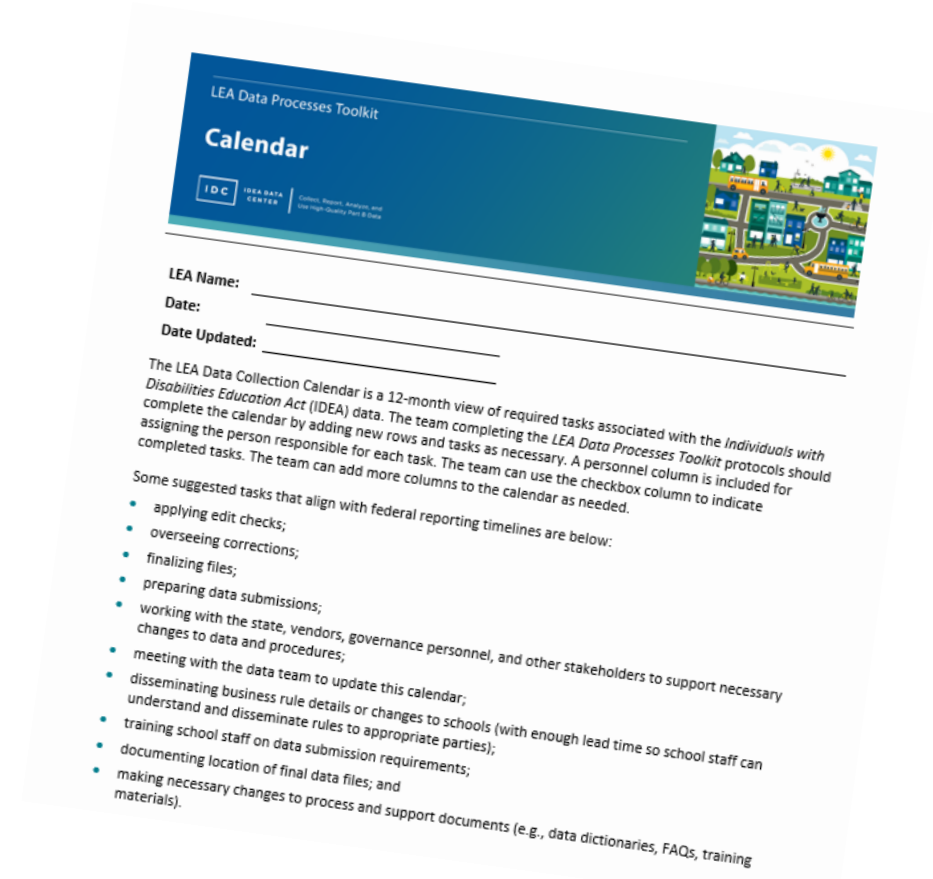 LEA Data Processes Toolkit
Calendar
IDC
IDEA DATA
CENTER
Collect, Report, Analyze, and
Use High-Quality Part B Data
LEA Name:
Date:
Date Updated:
The LEA Data Collection Calendar is a 12-month view of required tasks associated with the Individuals with
Disabilities Education Act (IDEA) data. The team completing the LEA Data Processes Toolkit protocols should
complete the calendar by adding new rows and tasks as necessary. A personnel column is included for
assigning the person responsible for each task. The team can use the checkbox column to indicate
completed tasks. The team can add more columns to the calendar as needed.
Some suggested tasks that align with federal reporting timelines are below:
• applying edit checks;
• overseeing corrections;
• finalizing files;
• preparing data submissions;
• working with the state, vendors, governance personnel, and other stakeholders to support necessary
changes to data and procedures;
• meeting with the data team to update this calendar;
• disseminating business rule details or changes to schools (with enough lead time so school staff can
understand and disseminate rules to appropriate parties);
• training school staff on data submission requirements;
• documenting location of final data files; and
• making necessary changes to process and support documents (e.g., data dictionaries, FAQs, training
materials).